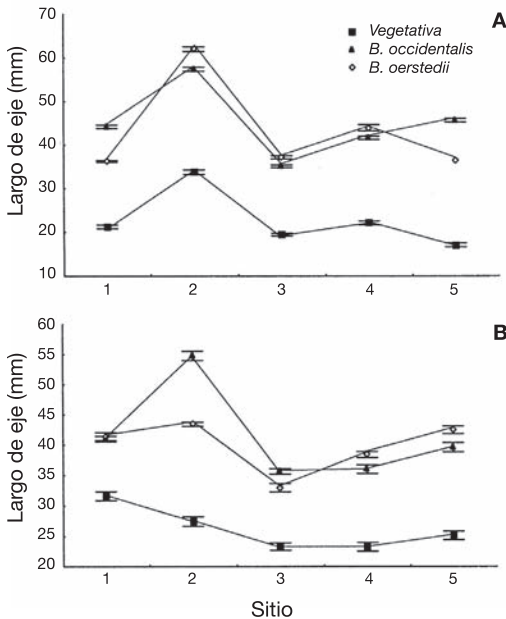 A
Largo de eje (mm)
70
60
50
40
30
20
10
Vegetativa
B. occidentalis
B. oerstedii
1 2 3 4 5
B
Largo de eje (mm)
60
55
50
45
40
35
31
25
20
1 2 3 4 5
Sitio